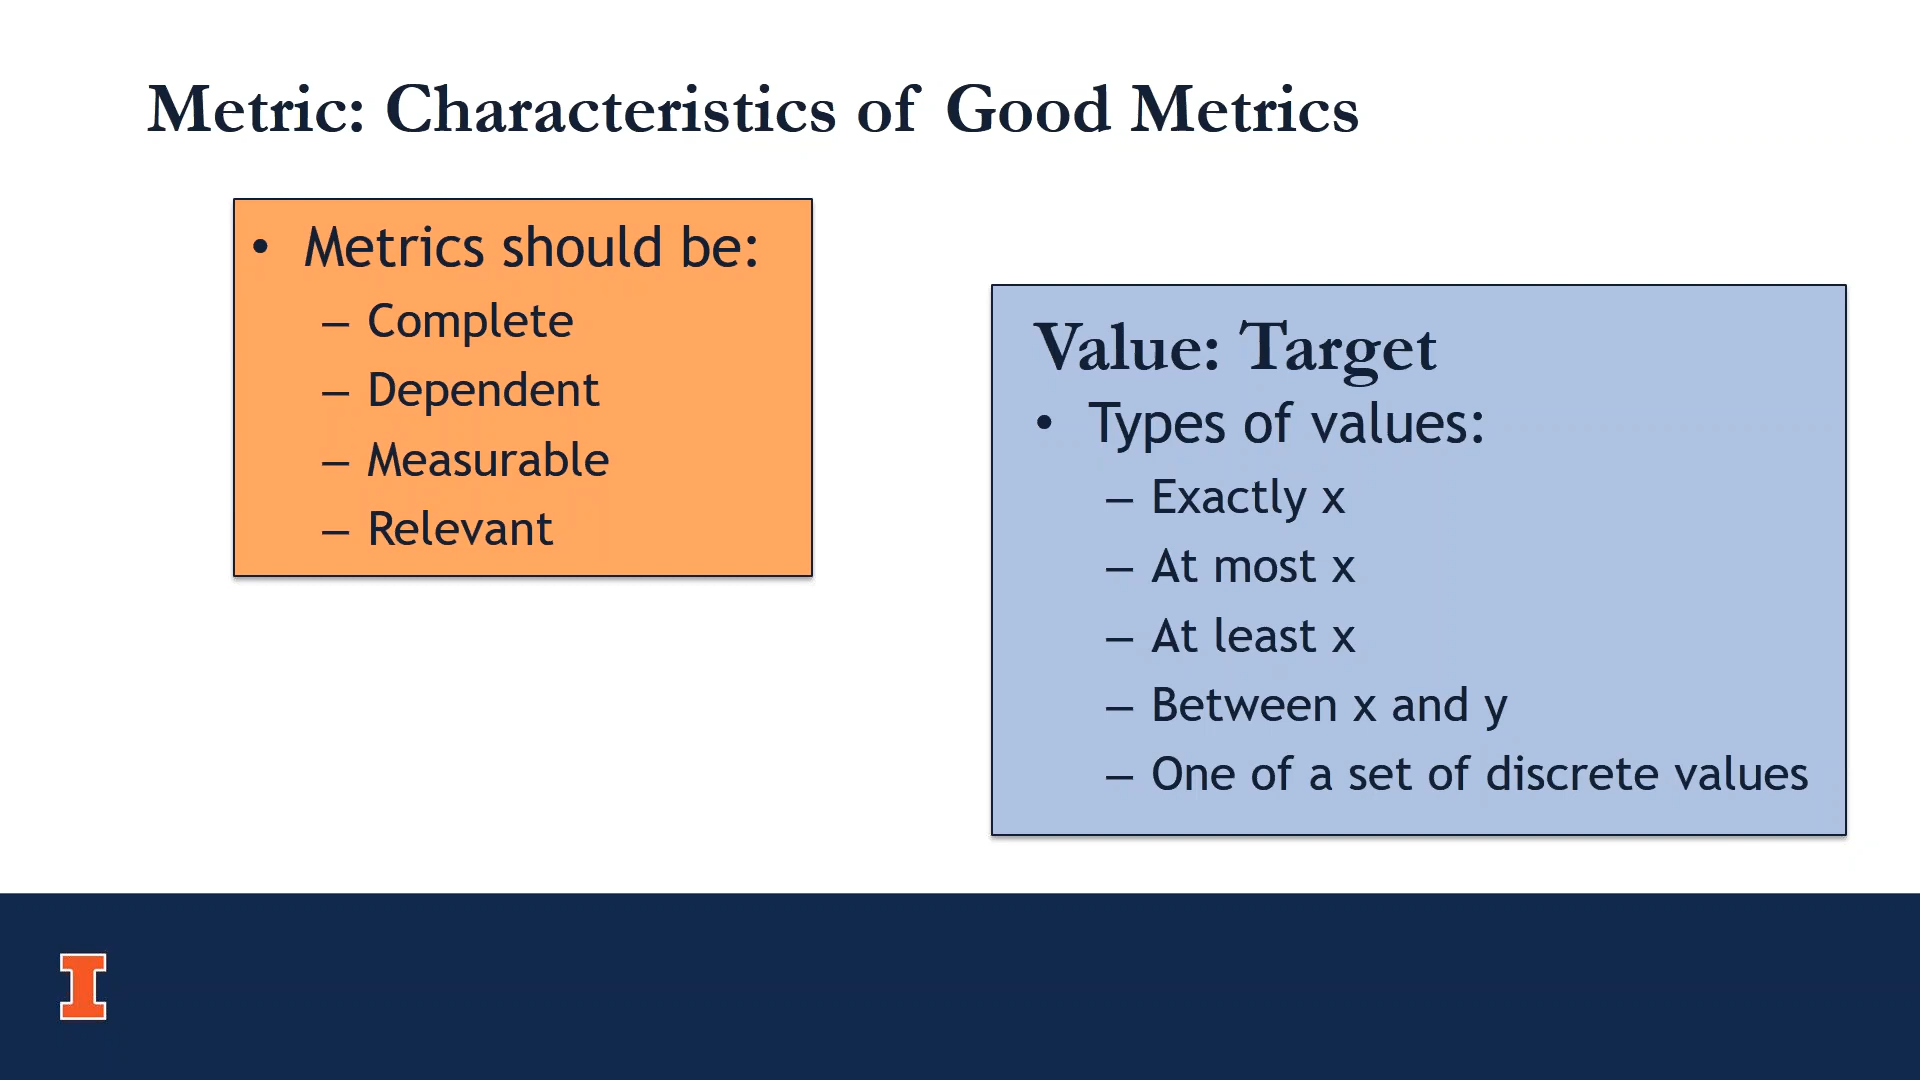 Metric: Characteristics of Good Metrics
• Metrics should be:
– Complete
– Dependent
– Measurable
– Relevant
Value: Target
• Types of values:
– Exactly x
– At most x
– At least x
– Between x and y
– One of a set of discrete values
I